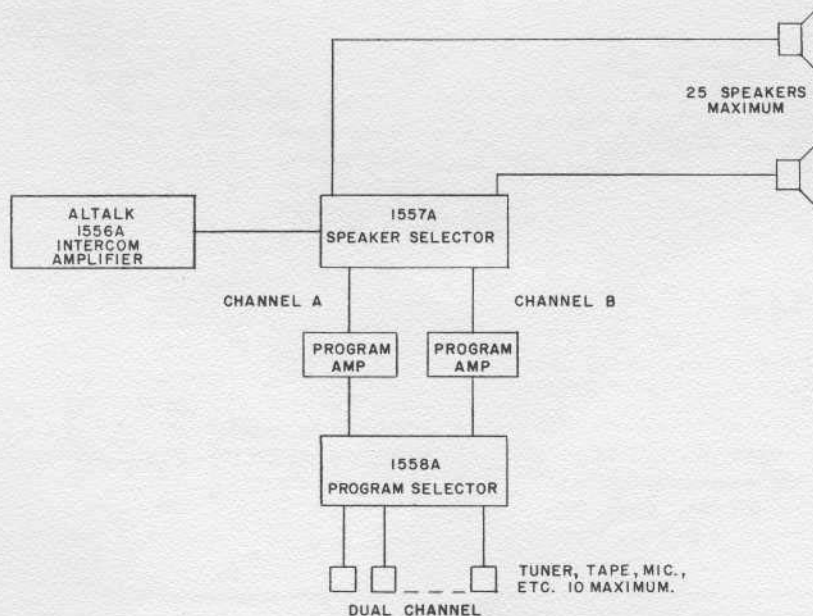 25 SPEAKERS
MAXIMUM
ALTALK
1556A
INTERCOM
AMPLIFIER
1557A
SPEAKER SELECTOR
CHANNEL A
CHANNEL B
PROGRAM
AMP
PROGRAM
AMP
1558A
PROGRAM SELECTOR
TUNER, TAPE, MIC.,
ETC. 10 MAXIMUM.
DUAL CHANNEL